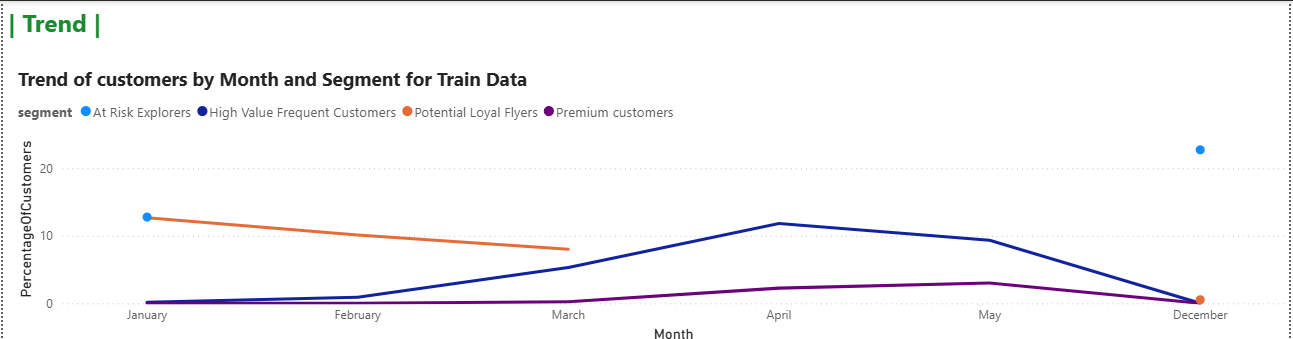 | Trend |
Trend of customers by Month and Segment for Train Data
segment At Risk Explorers High Value Frequent Customers Potential Loyal Flyers Premium customers
PercentageOfCustomers
20
10
0
January February March April May December
Month